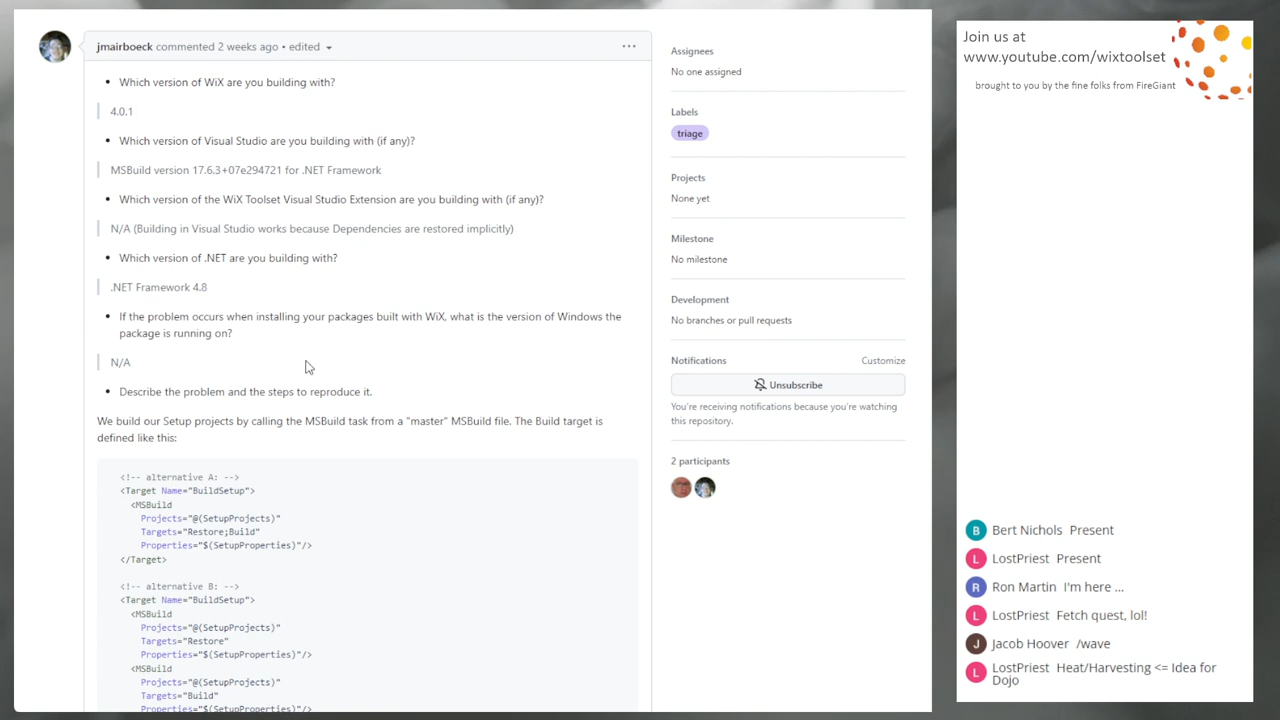 jmairboeck commented 2 weeks ago • edited
Which version of WiX are you building with?
4.0.1
Which version of Visual Studio are you building with (if any)?
MSBuild version 17.6.3+07e294721 for .NET Framework
Which version of the WiX Toolset Visual Studio Extension are you building with (if any)?
N/A (Building in Visual Studio works because Dependencies are restored implicitly)
Which version of .NET are you building with?
.NET Framework 4.8
If the problem occurs when installing your packages built with WiX, what is the version of Windows the
package is running on?
N/A
Describe the problem and the steps to reproduce it.
We build our Setup projects by calling the MSBuild task from a "master" MSBuild file. The Build target is
defined like this:
<!-- alternative A: -->
<Target Name="BuildSetup">
<MSBuild
Projects="@(SetupProjects)"
Targets="Restore;Build"
Properties="$(SetupProperties)"/>
</Target>
<!-- alternative B: -->
<Target Name="BuildSetup">
<MSBuild
Projects="@(SetupProjects)"
Targets="Restore"
Properties="$(SetupProperties)"/>
<MSBuild
Projects="@(SetupProjects)"
Targets="Build"
Properties="$(SetupProperties)"/>
Assignees
No one assigned
Labels
triage
Projects
None yet
Milestone
No milestone
Development
No branches or pull requests
Notifications Customize
Unsubscribe
You're receiving notifications because you're watching
this repository.
2 participants
Join us at
www.youtube.com/wixtoolset
brought to you by the fine folks from FireGiant
B Bert Nichols Present
L LostPriest Present
R Ron Martin I'm here ...
L LostPriest Fetch quest, lol!
J Jacob Hoover /wave
L LostPriest Heat/Harvesting <= Idea for
Dojo